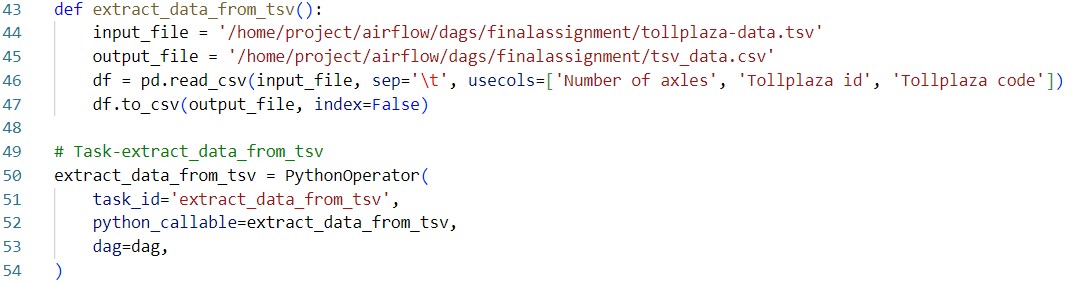 43 def extract_data_from_tsv():
44     input_file = '/home/project/airflow/dags/finalassignment/tollplaza-data.tsv'
45     output_file = '/home/project/airflow/dags/finalassignment/tsv_data.csv'
46     df = pd.read_csv(input_file, sep='\t', usecols=['Number of axles', 'Tollplaza id', 'Tollplaza code'])
47     df.to_csv(output_file, index=False)
48
49 # Task-extract_data_from_tsv
50 extract_data_from_tsv = PythonOperator(
51     task_id='extract_data_from_tsv',
52     python_callable=extract_data_from_tsv,
53     dag=dag,
54 )